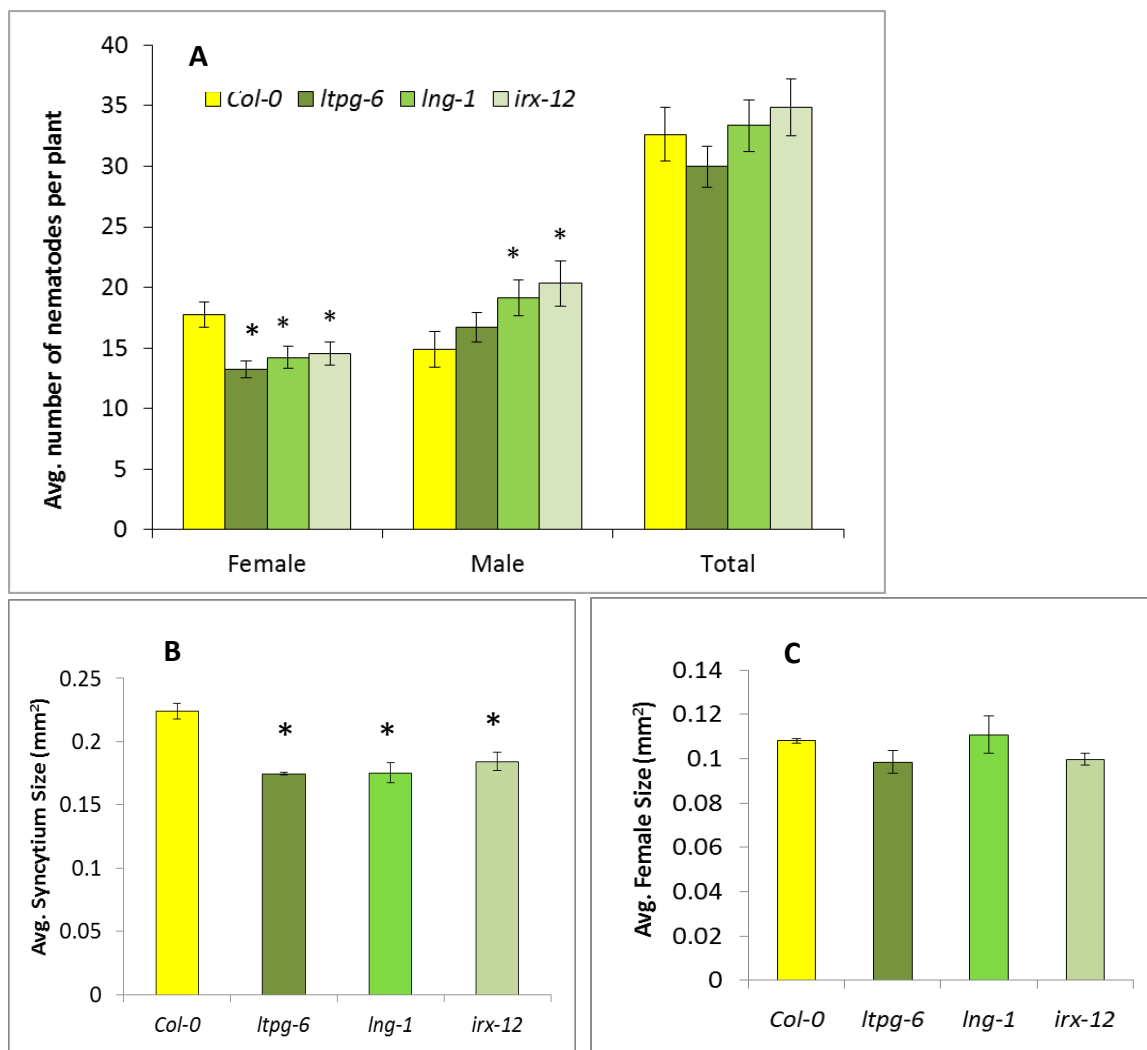 A
Avg. number of nematodes per plant
40
35
30
25
20
15
10
5
0
Col-0 ltpg-6 lng-1 irx-12
* * * * *
Female Male Total
B
Avg. Syncytium Size (mm²)
0.25
0.2
0.15
0.1
0.05
0
* * *
Col-0 ltpg-6 lng-1 irx-12
C
Avg. Female Size (mm²)
0.14
0.12
0.1
0.08
0.06
0.04
0.02
0
Col-0 ltpg-6 lng-1 irx-12